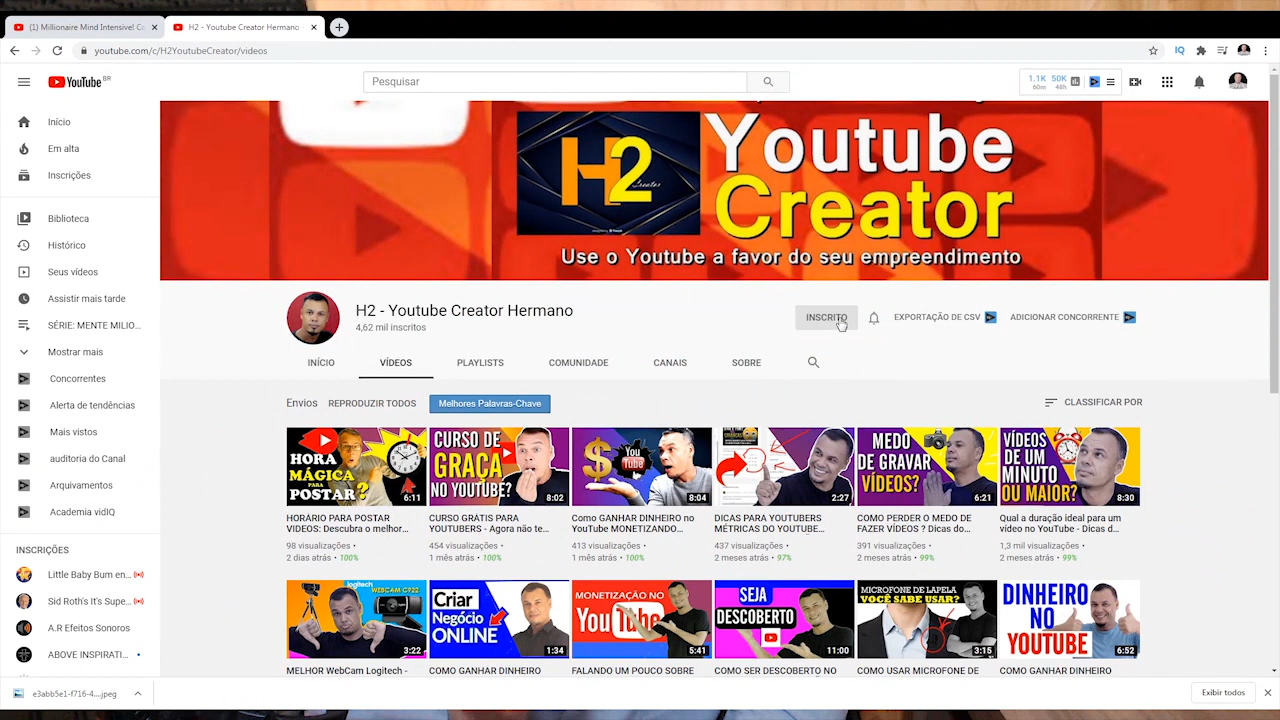 (1) Millionaire Mind Intensive! Co
H2 - Youtube Creator Hermano
youtube.com/c/H2YoutubeCreator/videos
IQ
YouTube BR
Pesquisar
1.1K 50K
60m 48h
Início
Em alta
Inscrições
Biblioteca
Histórico
Seus vídeos
Assistir mais tarde
SÉRIE: MENTE MILIO...
Mostrar mais
Concorrentes
Alerta de tendências
Mais vistos
auditoria do Canal
Arquivamentos
Academia vidIQ
INSCRIÇÕES
Little Baby Bum en...
Sid Roth's It's Supe...
A.R Efeitos Sonoros
ABOVE INSPIRATI...
H2
Creator
Youtube
Creator
Use o Youtube a favor do seu empreendimento
H2 - Youtube Creator Hermano
4,62 mil inscritos
INSCRITO
EXPORTAÇÃO DE CSV
ADICIONAR CONCORRENTE
INÍCIO VÍDEOS PLAYLISTS COMUNIDADE CANAIS SOBRE
Envios REPRODUZIR TODOS Melhores Palavras-Chave
CLASSIFICAR POR
HORA
MÁGICA
PARA
POSTAR?
6:11
HORÁRIO PARA POSTAR
VÍDEOS: Descubra o melhor...
98 visualizações •
2 dias atrás • 100%
CURSO DE
GRAÇA
NO YOUTUBE?
8:02
CURSO GRÁTIS PARA
YOUTUBERS - Agora não te...
454 visualizações •
1 mês atrás • 100%
$
You
Tube
8:04
Como GANHAR DINHEIRO no
YouTube MONETIZANDO...
413 visualizações •
1 mês atrás • 100%
2:27
DICAS PARA YOUTUBERS
MÉTRICAS DO YOUTUBE...
437 visualizações •
2 meses atrás • 97%
MEDO
DE GRAVAR
VÍDEOS?
6:21
COMO PERDER O MEDO DE
FAZER VÍDEOS ? Dicas do...
391 visualizações •
2 meses atrás • 99%
VÍDEOS
DE UM
MINUTO
OU MAIOR?
8:30
Qual a duração ideal para um
vídeo no YouTube - Dicas d...
1,3 mil visualizações •
2 meses atrás • 99%
logitech
WEBCAM C922
3:22
MELHOR WebCam Logitech -
Criar
Negócio
ONLINE
1:34
COMO GANHAR DINHEIRO
MONETIZAÇÃO NO
YouTube
5:41
FALANDO UM POUCO SOBRE
SEJA
DESCOBERTO
11:00
COMO SER DESCOBERTO NO
MICROFONE DE LAPELA
VOCÊ SABE USAR?
3:15
COMO USAR MICROFONE DE
DINHEIRO
NO
YOUTUBE
6:52
COMO GANHAR DINHEIRO
e3abb5e1-f716-4....jpeg
Exibir todos